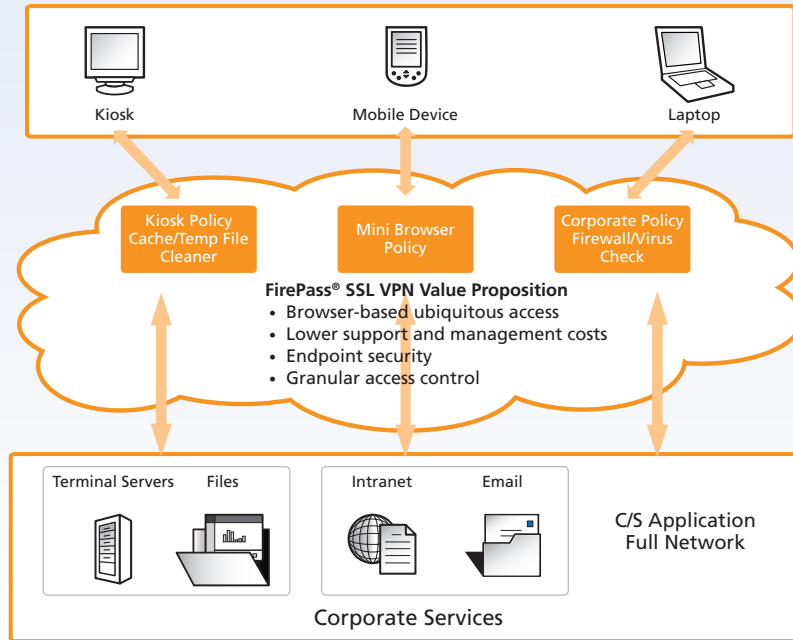 Kiosk
Mobile Device
Laptop
Kiosk Policy
Cache/Temp File
Cleaner
Mini Browser
Policy
Corporate Policy
Firewall/Virus
Check
FirePass® SSL VPN Value Proposition
• Browser-based ubiquitous access
• Lower support and management costs
• Endpoint security
• Granular access control
Terminal Servers
Files
Intranet
Email
C/S Application
Full Network
Corporate Services